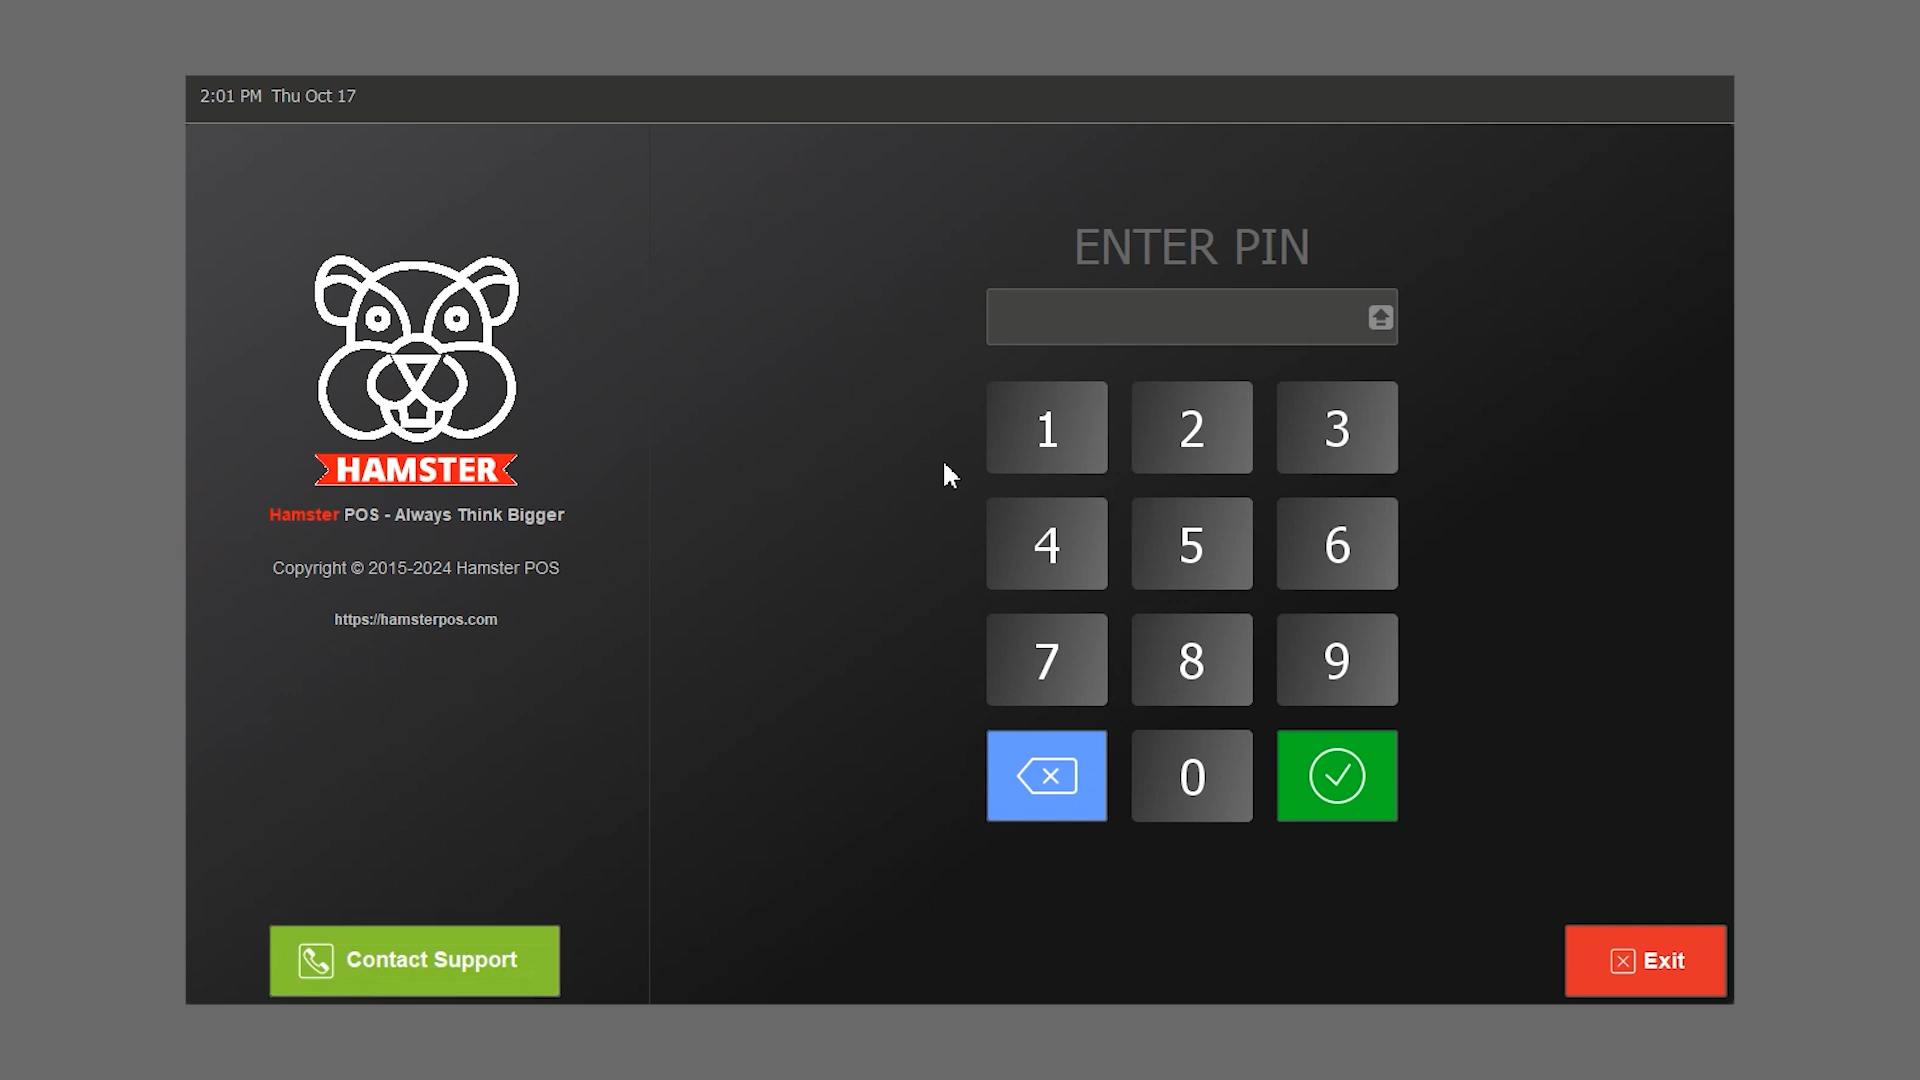 2:01 PM Thu Oct 17
HAMSTER
Hamster POS - Always Think Bigger
Copyright © 2015-2024 Hamster POS
https://hamsterpos.com
Contact Support
ENTER PIN
1 2 3
4 5 6
7 8 9
0
Exit